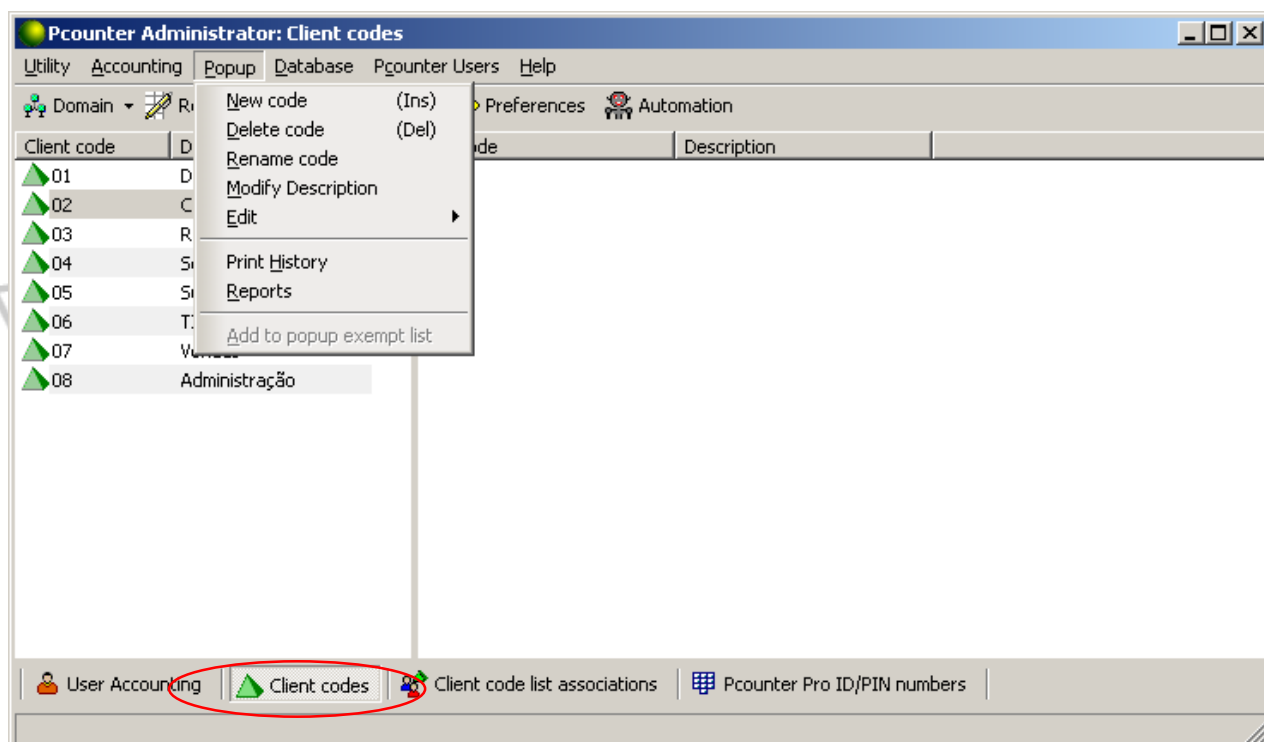 Pcounter Administrator: Client codes
Utility Accounting Popup Database Pcounter Users Help
Domain Preferences Automation
New code (Ins)
Delete code (Del)
Rename code
Modify Description
Edit
Print History
Reports
Add to popup exempt list
Client code Description
01
02
03
04
05
06
07
08 Administração
User Accounting Client codes Client code list associations Pcounter Pro ID/PIN numbers